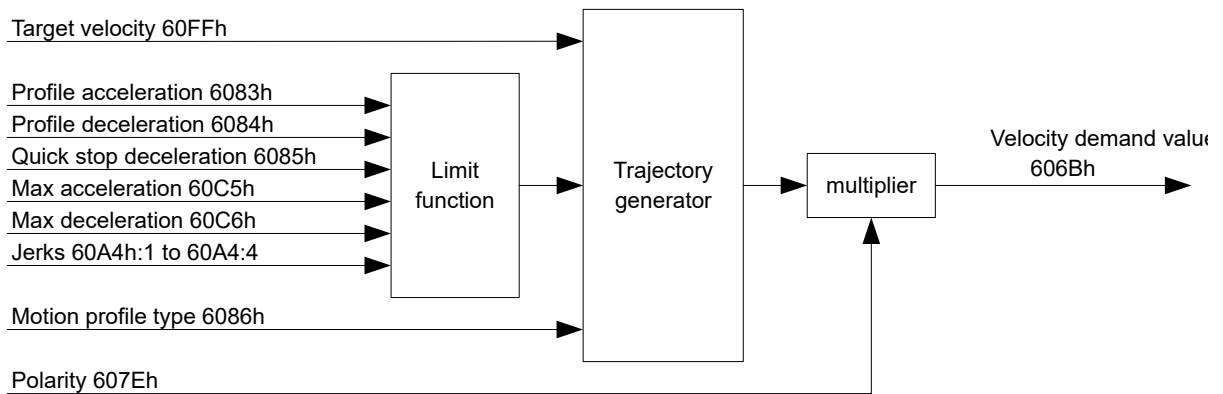 Target velocity 60FFh
Profile acceleration 6083h
Profile deceleration 6084h
Quick stop deceleration 6085h
Max acceleration 60C5h
Max deceleration 60C6h
Jerks 60A4h:1 to 60A4:4
Limit
function
Motion profile type 6086h
Polarity 607Eh
Trajectory
generator
multiplier
Velocity demand value
606Bh